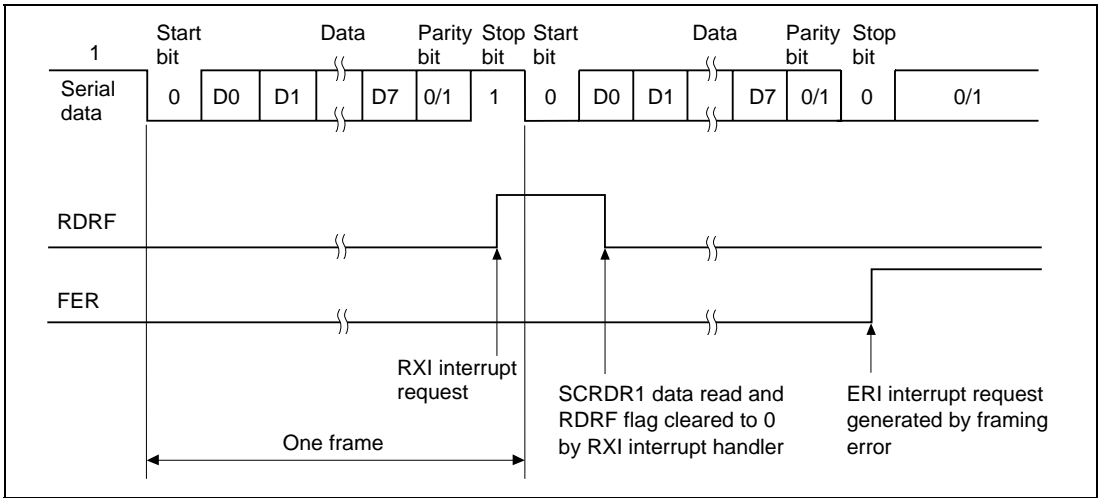 Start Data Parity Stop Start Data Parity Stop
1 bit bit bit bit bit bit
Serial 0 D0 D1 D7 0/1 1 0 D0 D1 D7 0/1 0 0/1
data
RDRF
FER
RXI interrupt
request
SCRDR1 data read and
RDRF flag cleared to 0
by RXI interrupt handler
ERI interrupt request
generated by framing
error
One frame